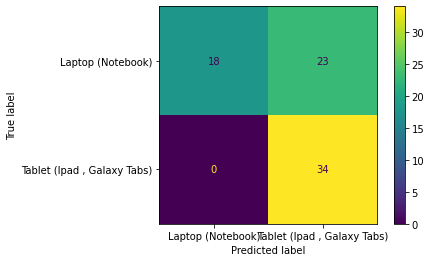 Laptop (Notebook)
18
23
Tablet (Ipad , Galaxy Tabs)
0
34
True label
Laptop (Notebook)
Tablet (Ipad , Galaxy Tabs)
Predicted label
30
25
20
15
10
5
0